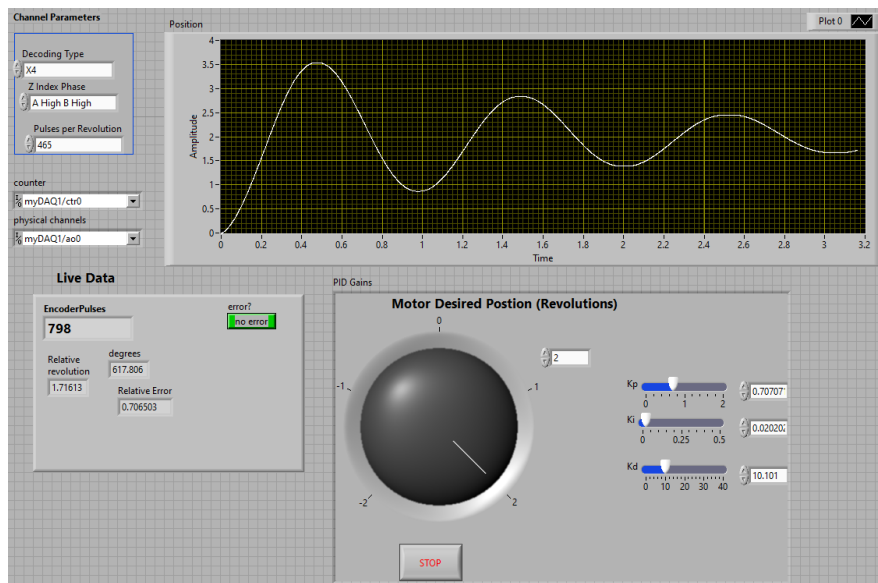 Channel Parameters
Decoding Type
X4
Z Index Phase
A High B High
Pulses per Revolution
465
counter
myDAQ1/ctr0
physical channels
myDAQ1/ao0
Position
Plot 0
Amplitude
4
3.5
3
2.5
2
1.5
1
0.5
0
0 0.2 0.4 0.6 0.8 1 1.2 1.4 1.6 1.8 2 2.2 2.4 2.6 2.8 3 3.2
Time
Live Data
EncoderPulses
798
error?
no error
Relative
revolution
1.71613
degrees
617.806
Relative Error
0.706503
PID Gains
Motor Desired Postion (Revolutions)
0
-1
1
-2
2
2
Kp
0 1 2
0.70707
Ki
0 0.25 0.5
0.020202
Kd
0 10 20 30 40
10.101
STOP